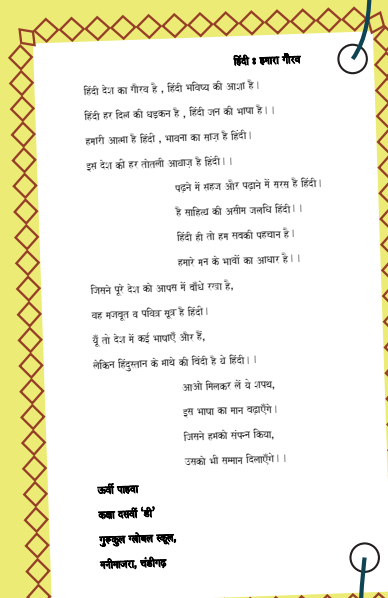 हिंदी : हमारा गौरव
हिंदी देश का गौरव है , हिंदी भविष्य की आशा है।
हिंदी हर दिल की धड़कन है , हिंदी जन की भाषा है।।
हमारी आत्मा है हिंदी , भावना का साज़ है हिंदी।
इस देश की हर तोतली आवाज़ है हिंदी।।
पढ़ने में सहज और पढ़ाने में सरस है हिंदी।
है साहित्य की असीम जलधि हिंदी।।
हिंदी ही तो हम सबकी पहचान है।
हमारे मन के भावों का आधार है।।
जिसने पूरे देश को आपस में बाँधे रखा है,
वह मजबूत व पवित्र सूत्र है हिंदी।
यूँ तो देश में कई भाषाएँ और हैं,
लेकिन हिंदुस्तान के माथे की बिंदी है ये हिंदी।।
आओ मिलकर लें ये शपथ,
इस भाषा का मान बढ़ाएँगे।
जिसने हमको संपन्न किया,
उसको भी सम्मान दिलाएँगे।।
ऊर्वी पाहवा
कक्षा दसवीं 'डी'
गुरुकुल ग्लोबल स्कूल,
मनीमाजरा, चंडीगढ़